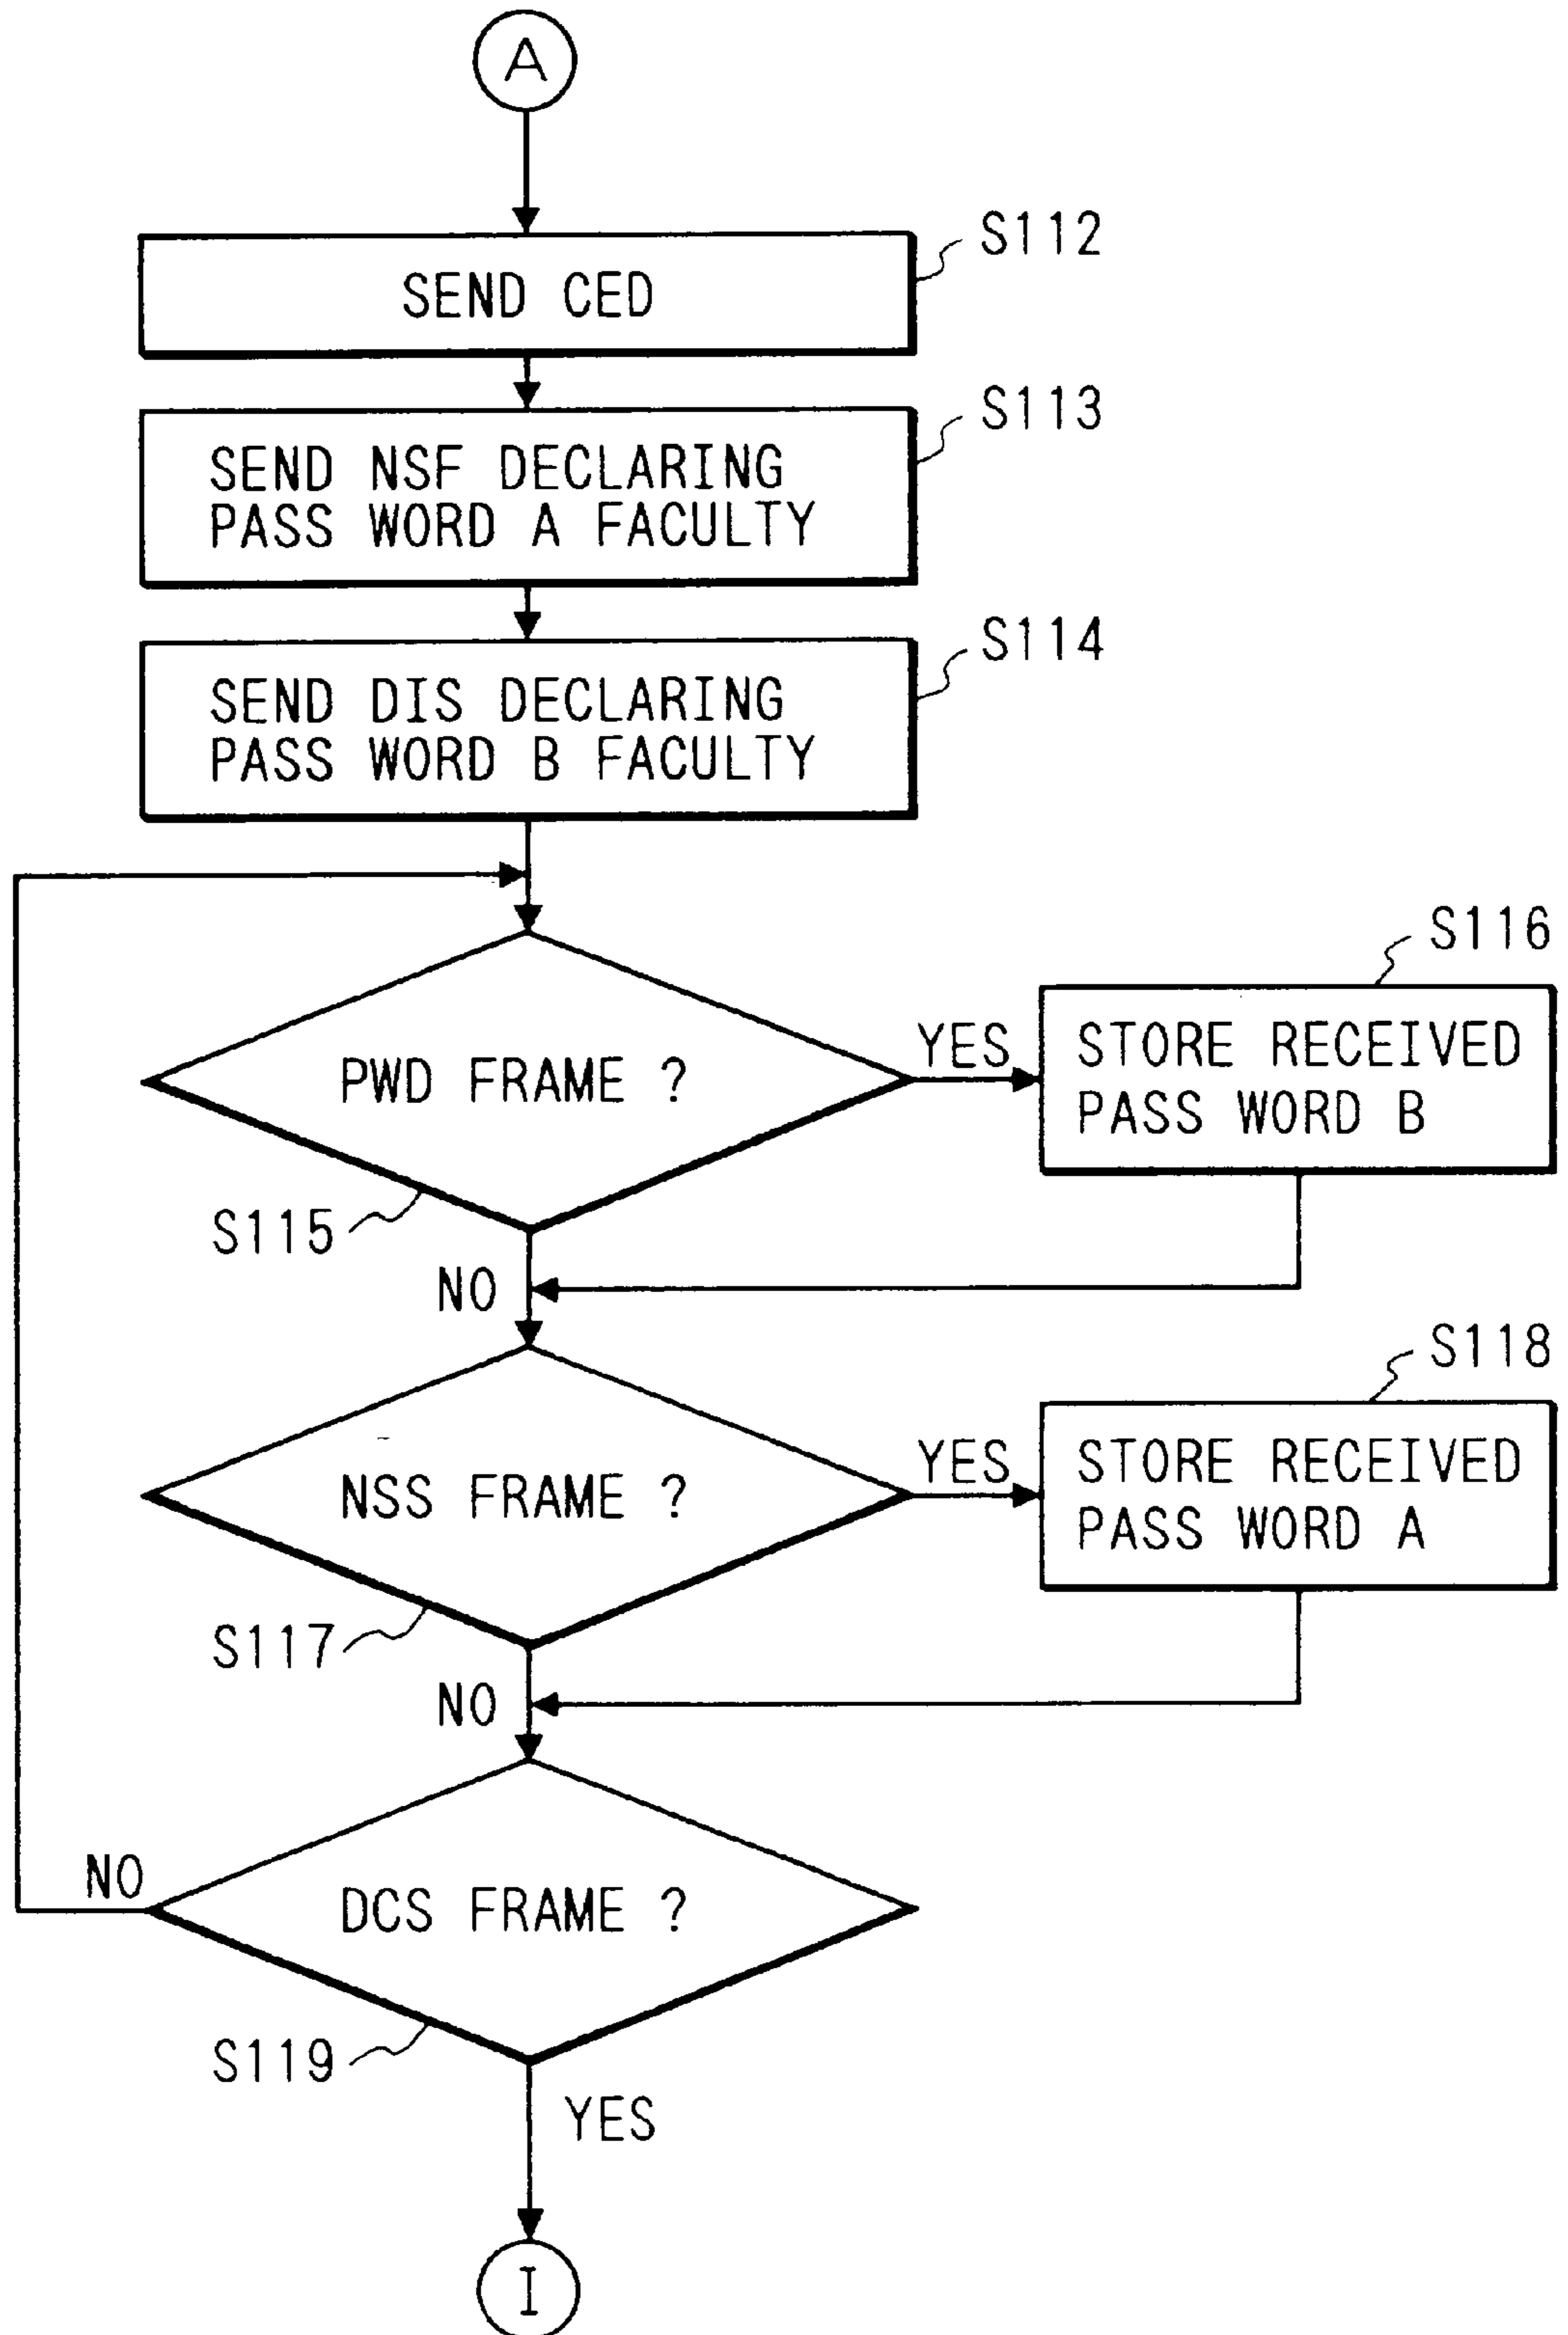 A
S112
SEND CED
S113
SEND NSF DECLARING
PASS WORD A FACULTY
S114
SEND DIS DECLARING
PASS WORD B FACULTY
S116
PWD FRAME ?
YES
STORE RECEIVED
PASS WORD B
S115
NO
S118
NSS FRAME ?
YES
STORE RECEIVED
PASS WORD A
S117
NO
NO
DCS FRAME ?
S119
YES
I